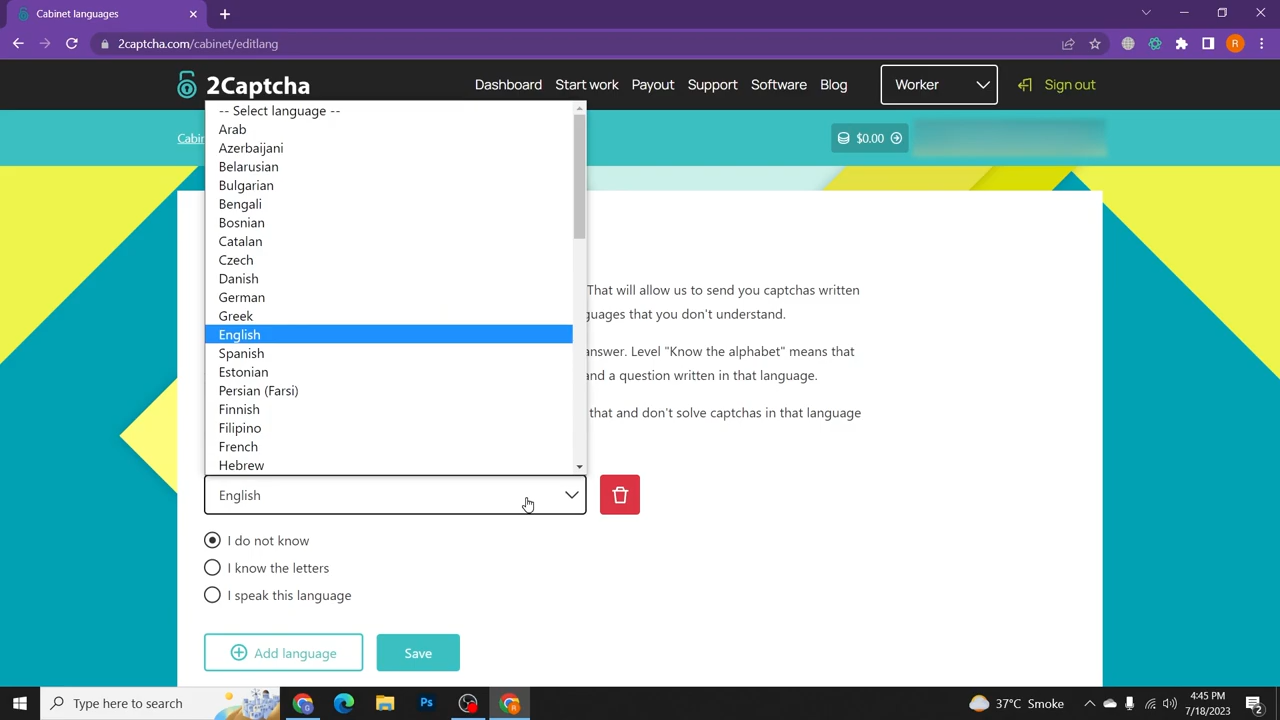 Cabinet languages
2captcha.com/cabinet/editlang
R
2Captcha
Dashboard
Start work
Payout
Support
Software
Blog
Worker
Sign out
Cabin
$0.00
-- Select language --
Arab
Azerbaijani
Belarusian
Bulgarian
Bengali
Bosnian
Catalan
Czech
Danish
German
Greek
English
Spanish
Estonian
Persian (Farsi)
Finnish
Filipino
French
Hebrew
That will allow us to send you captchas written
guages that you don't understand.
answer. Level "Know the alphabet" means that
and a question written in that language.
that and don't solve captchas in that language
English
I do not know
I know the letters
I speak this language
Add language
Save
Type here to search
Ps
R
37°C Smoke
4:45 PM
7/18/2023
2